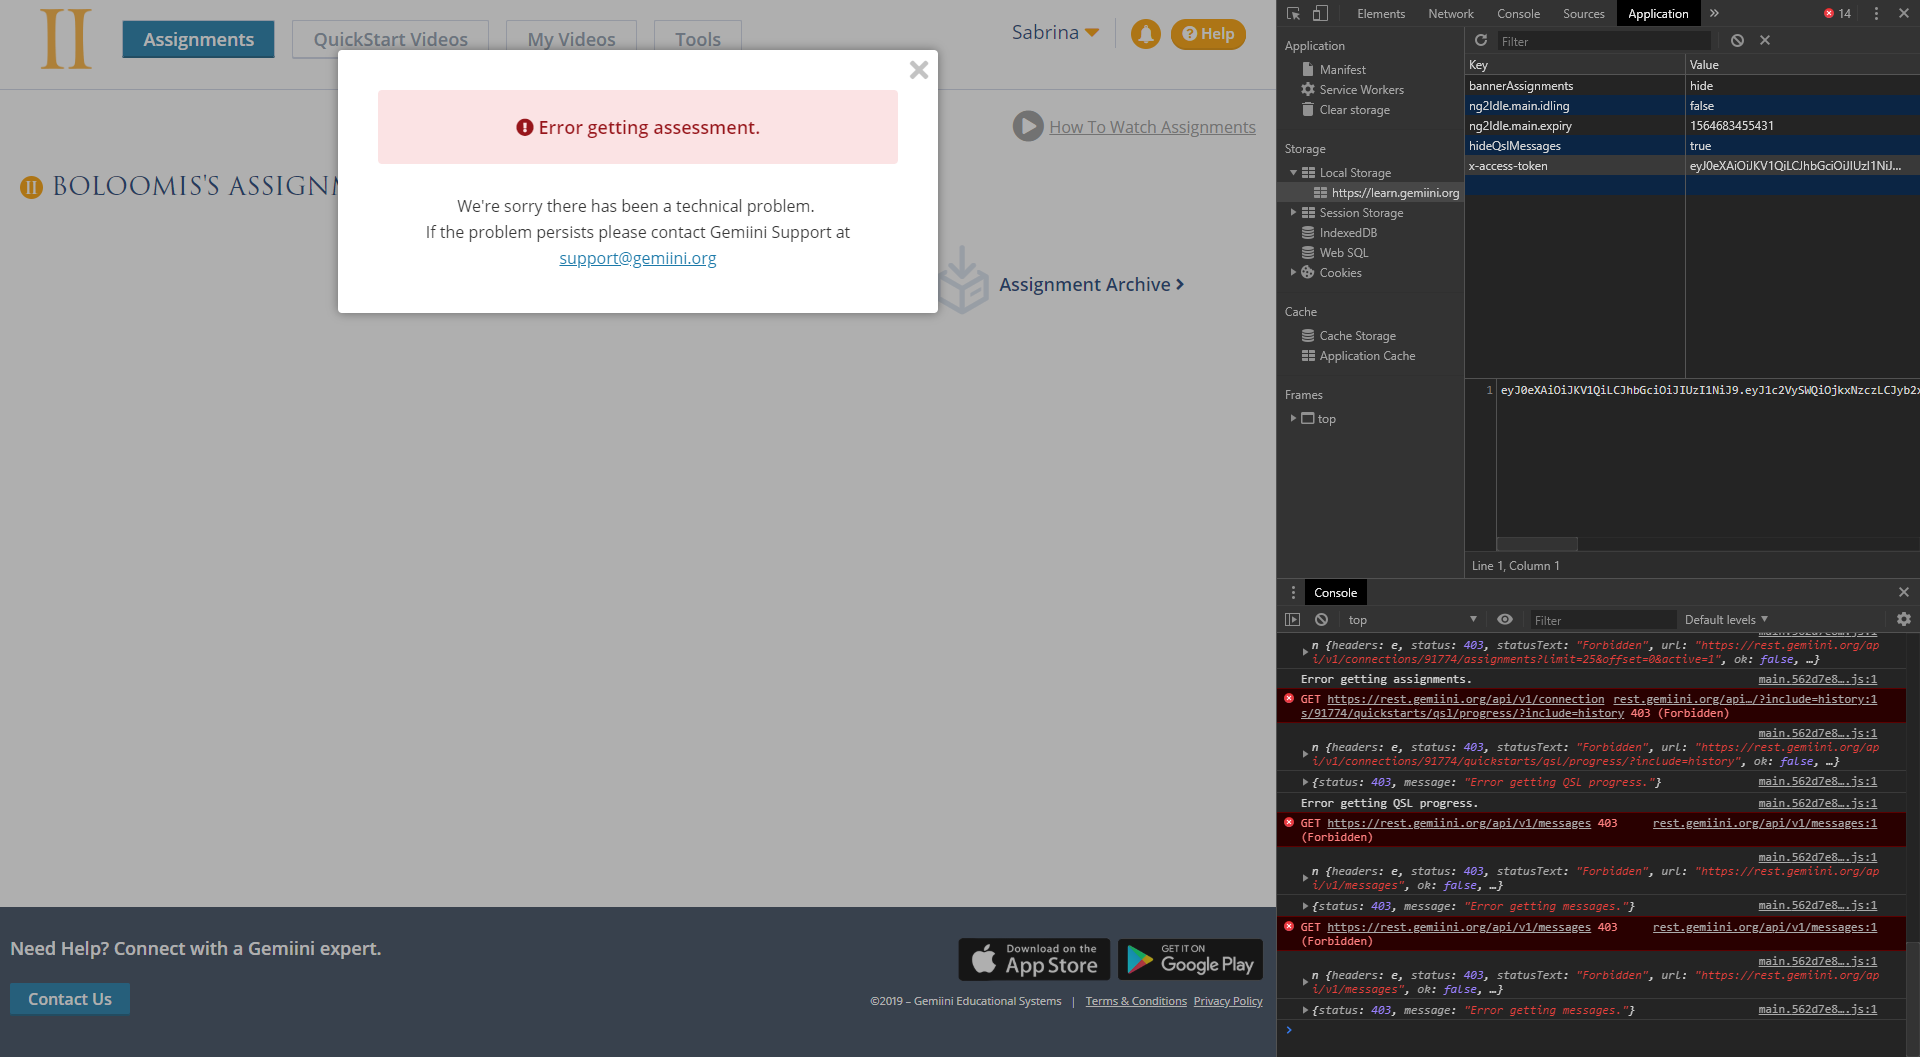 II
Assignments
QuickStart Videos
My Videos
Tools
Sabrina
Help
How To Watch Assignments
II BOLOOMIS'S ASSIGNM
Error getting assessment.
We're sorry there has been a technical problem.
If the problem persists please contact Gemiini Support at
support@gemiini.org
Assignment Archive
Need Help? Connect with a Gemiini expert.
Contact Us
Download on the
App Store
GET IT ON
Google Play
©2019 – Gemiini Educational Systems | Terms & Conditions Privacy Policy
Elements Network Console Sources Application » 14
Application
Manifest
Service Workers
Clear storage
Storage
Local Storage
https://learn.gemiini.org
Session Storage
IndexedDB
Web SQL
Cookies
Cache
Cache Storage
Application Cache
Frames
top
Filter
Key Value
bannerAssignments hide
ng2Idle.main.idling false
ng2Idle.main.expiry 1564683455431
hideQslMessages true
x-access-token eyJ0eXAiOiJKV1QiLCJhbGciOiJIUzI1NiJ...
1 eyJ0eXAiOiJKV1QiLCJhbGciOiJIUzI1NiJ9.eyJ1c2VySWQiOjkxNzczLCJyb2x
Line 1, Column 1
Console
top Filter Default levels
main.562d7e8….js:1
n {headers: e, status: 403, statusText: "Forbidden", url: "https://rest.gemiini.org/ap
i/v1/connections/91774/assignments?limit=25&offset=0&active=1", ok: false, …}
Error getting assignments. main.562d7e8….js:1
GET https://rest.gemiini.org/api/v1/connection rest.gemiini.org/api…/?include=history:1
s/91774/quickstarts/qsl/progress/?include=history 403 (Forbidden)
main.562d7e8….js:1
n {headers: e, status: 403, statusText: "Forbidden", url: "https://rest.gemiini.org/ap
i/v1/connections/91774/quickstarts/qsl/progress/?include=history", ok: false, …}
{status: 403, message: "Error getting QSL progress."} main.562d7e8….js:1
Error getting QSL progress. main.562d7e8….js:1
GET https://rest.gemiini.org/api/v1/messages 403 rest.gemiini.org/api/v1/messages:1
(Forbidden)
main.562d7e8….js:1
n {headers: e, status: 403, statusText: "Forbidden", url: "https://rest.gemiini.org/ap
i/v1/messages", ok: false, …}
{status: 403, message: "Error getting messages."} main.562d7e8….js:1
GET https://rest.gemiini.org/api/v1/messages 403 rest.gemiini.org/api/v1/messages:1
(Forbidden)
main.562d7e8….js:1
n {headers: e, status: 403, statusText: "Forbidden", url: "https://rest.gemiini.org/ap
i/v1/messages", ok: false, …}
{status: 403, message: "Error getting messages."} main.562d7e8….js:1